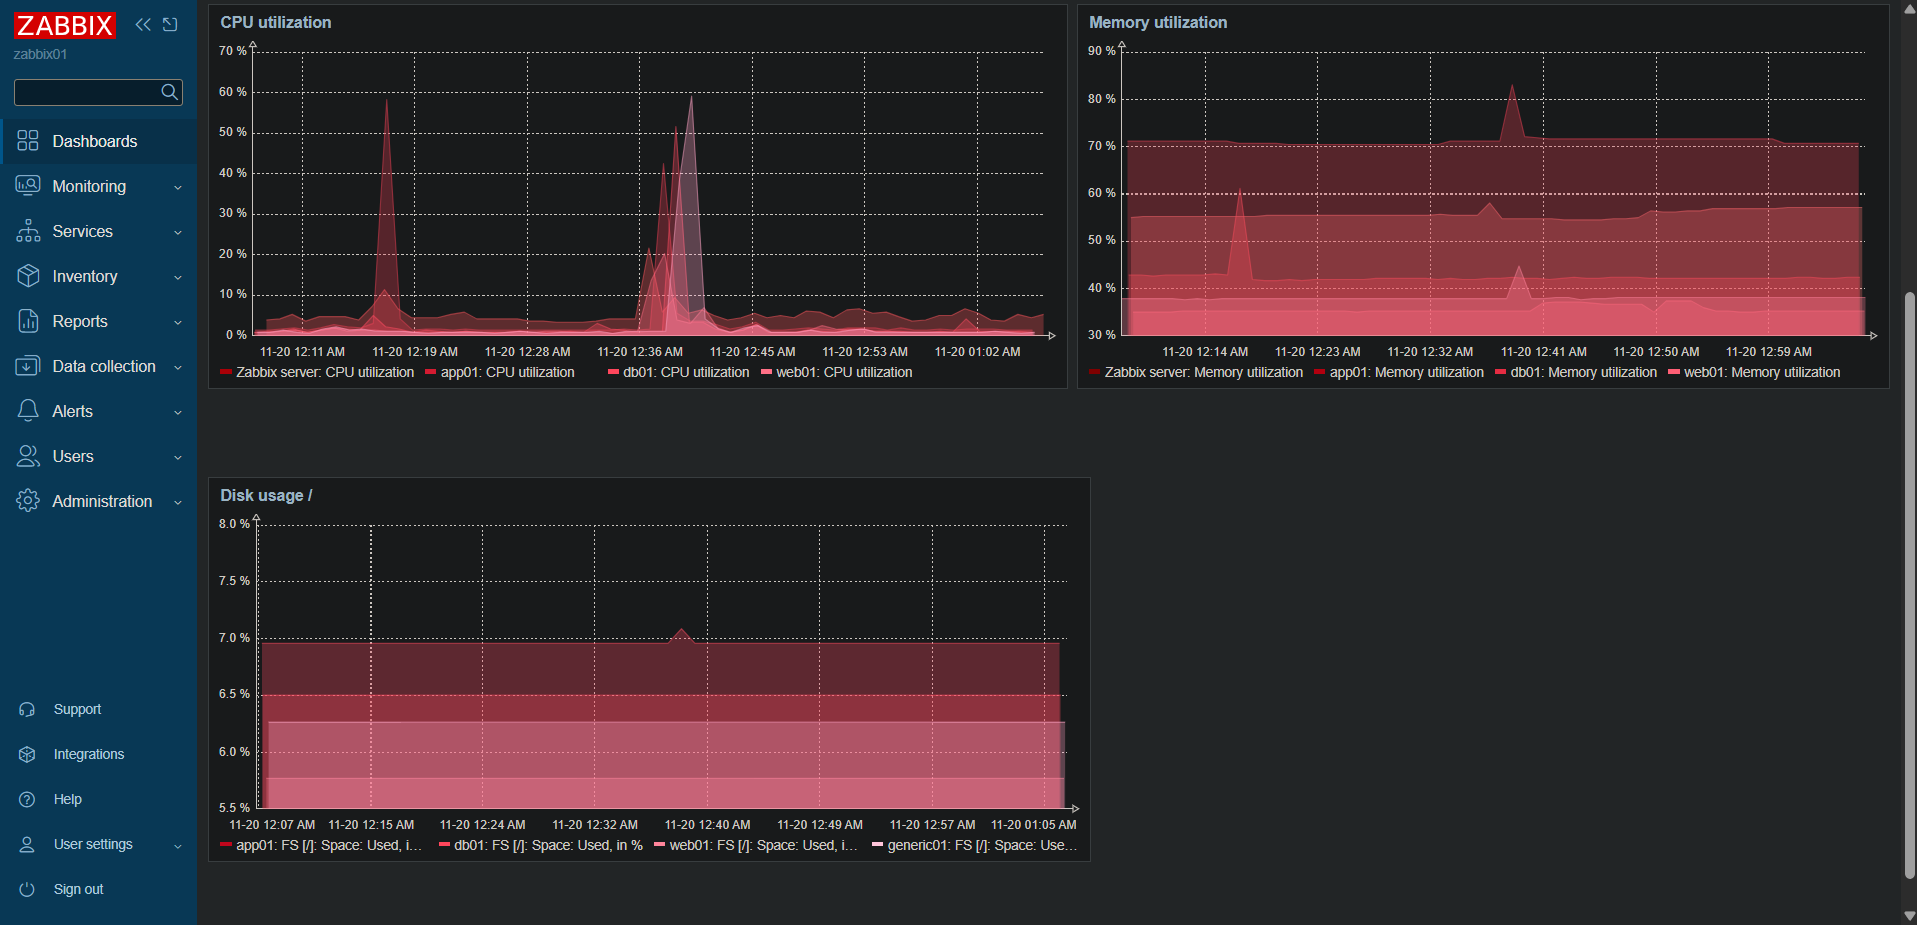 ZABBIX
zabbix01
Dashboards
Monitoring
Services
Inventory
Reports
Data collection
Alerts
Users
Administration
Support
Integrations
Help
User settings
Sign out
CPU utilization
70 %
60 %
50 %
40 %
30 %
20 %
10 %
0 %
11-20 12:11 AM 11-20 12:19 AM 11-20 12:28 AM 11-20 12:36 AM 11-20 12:45 AM 11-20 12:53 AM 11-20 01:02 AM
Zabbix server: CPU utilization app01: CPU utilization db01: CPU utilization web01: CPU utilization
Memory utilization
90 %
80 %
70 %
60 %
50 %
40 %
30 %
11-20 12:14 AM 11-20 12:23 AM 11-20 12:32 AM 11-20 12:41 AM 11-20 12:50 AM 11-20 12:59 AM
Zabbix server: Memory utilization app01: Memory utilization db01: Memory utilization web01: Memory utilization
Disk usage /
8.0 %
7.5 %
7.0 %
6.5 %
6.0 %
5.5 %
11-20 12:07 AM 11-20 12:15 AM 11-20 12:24 AM 11-20 12:32 AM 11-20 12:40 AM 11-20 12:49 AM 11-20 12:57 AM 11-20 01:05 AM
app01: FS [/]: Space: Used, i... db01: FS [/]: Space: Used, in % web01: FS [/]: Space: Used, i... generic01: FS [/]: Space: Use...